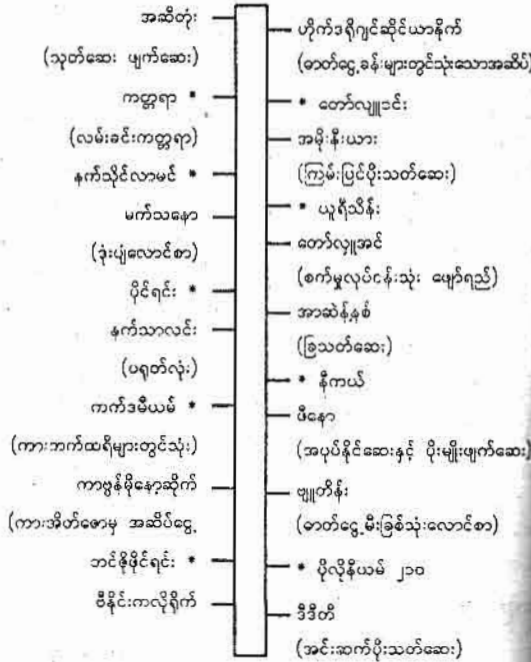 အဆီတုံး
(သုတ်ဆေး ဖျက်ဆေး)
ကတ္တရာ *
(လမ်းခင်းကတ္တရာ)
နက်သိုင်လာမင် *
မက်သနော
(ဒုံးပျံလောင်စာ)
ပိုင်ရင်း *
နက်သာလင်း
(ပရုတ်လုံး)
ကက်ဒမီယမ် *
(ကားဘက်ထရီများတွင်သုံး)
ကာဗွန်မိုနော့ဆိုက်
(ကားအိတ်ဇောမှ အဆိပ်ငွေ့
ဘင်ဇိုဖိုင်ရင်း *
ဗီနိုင်းကလိုရိုက်
ဟိုက်ဒရိုဂျင်ဆိုင်ယာနိုက်
(ဓာတ်ငွေ့ခန်းများတွင်သုံးသောအဆိပ်)
* တော်လျူဒင်း
အမိုးနီးယား
(ကြမ်းပြင်ပိုးသတ်ဆေး)
* ယူရီသိန်း
တော်လူအင်
(စက်မှုလုပ်ငန်းသုံး ဖျော်ရည်)
အာဆဲန်နစ်
(ခြသတ်ဆေး)
* နီကယ်
ဖီနော
(အပုပ်နိုင်ဆေးနှင့် ပိုးမျိုးဖျက်ဆေး)
ဗျူတိန်း
(ဓာတ်ငွေ့မီးခြစ်သုံးလောင်စာ)
* ပိုလိုနီယမ် ၂၁၀
ဒီဒီတီ
(အင်းဆက်ပိုးသတ်ဆေး)